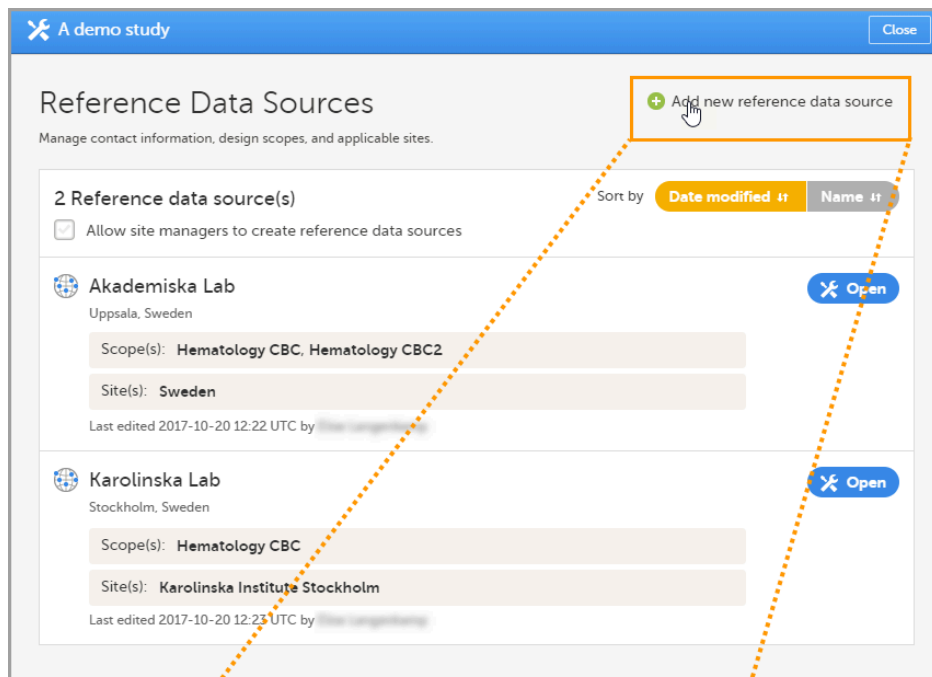 A demo study
Close
Reference Data Sources
Add new reference data source
Manage contact information, design scopes, and applicable sites.
2 Reference data source(s)
Sort by Date modified Name
Allow site managers to create reference data sources
Akademiska Lab
Open
Uppsala, Sweden
Scope(s): Hematology CBC, Hematology CBC2
Site(s): Sweden
Last edited 2017-10-20 12:22 UTC by
Karolinska Lab
Open
Stockholm, Sweden
Scope(s): Hematology CBC
Site(s): Karolinska Institute Stockholm
Last edited 2017-10-20 12:23 UTC by